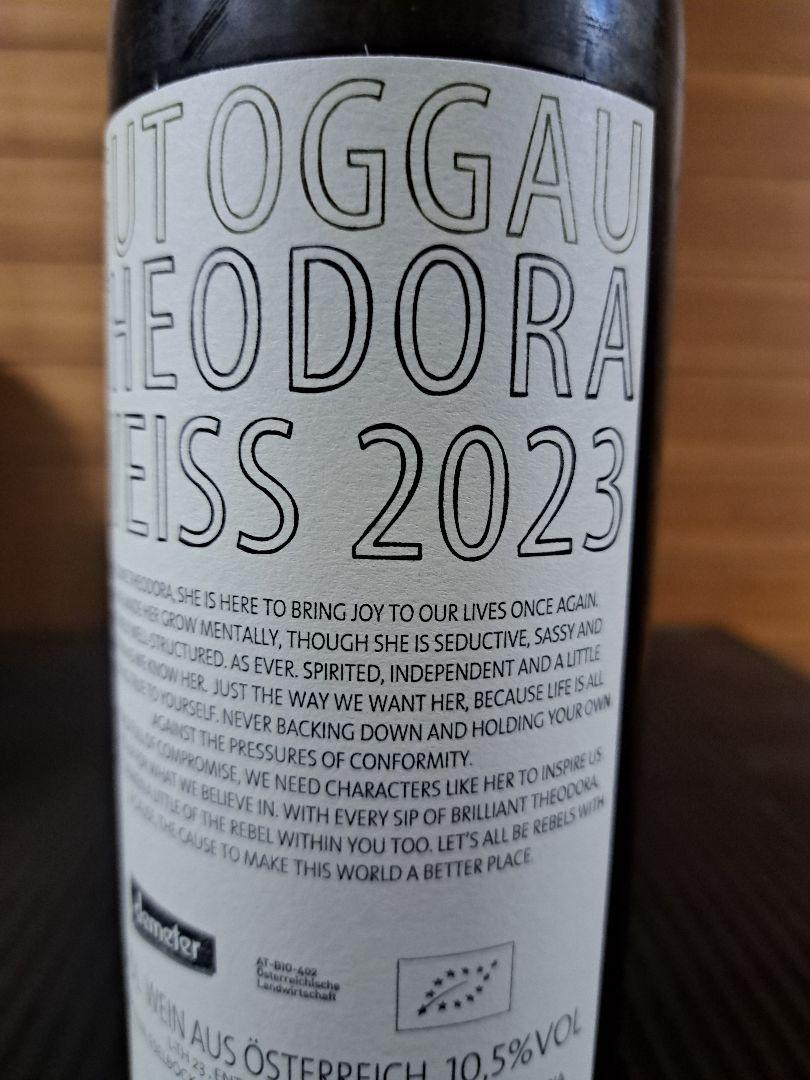 UT OGGAU
HEODORA
EISS 2023
THEODORA, SHE IS HERE TO BRING JOY TO OUR LIVES ONCE AGAIN.
HER GROW MENTALLY, THOUGH SHE IS SEDUCTIVE, SASSY AND
WELL-STRUCTURED. AS EVER. SPIRITED, INDEPENDENT AND A LITTLE
WE KNOW HER. JUST THE WAY WE WANT HER, BECAUSE LIFE IS ALL
TO YOURSELF. NEVER BACKING DOWN AND HOLDING YOUR OWN
AGAINST THE PRESSURES OF CONFORMITY.
OF COMPROMISE, WE NEED CHARACTERS LIKE HER TO INSPIRE US
FOR WHAT WE BELIEVE IN. WITH EVERY SIP OF BRILLIANT THEODORA,
A LITTLE OF THE REBEL WITHIN YOU TOO. LET'S ALL BE REBELS WITH
THE CAUSE TO MAKE THIS WORLD A BETTER PLACE.
demeter
AT-BIO-402
Österreichische
Landwirtschaft
WEIN AUS ÖSTERREICH 10,5%VOL